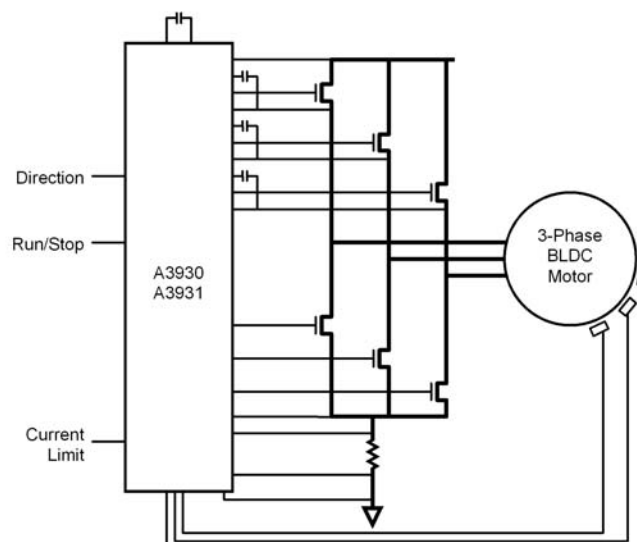 Direction
Run/Stop
A3930
A3931
3-Phase
BLDC
Motor
Current
Limit